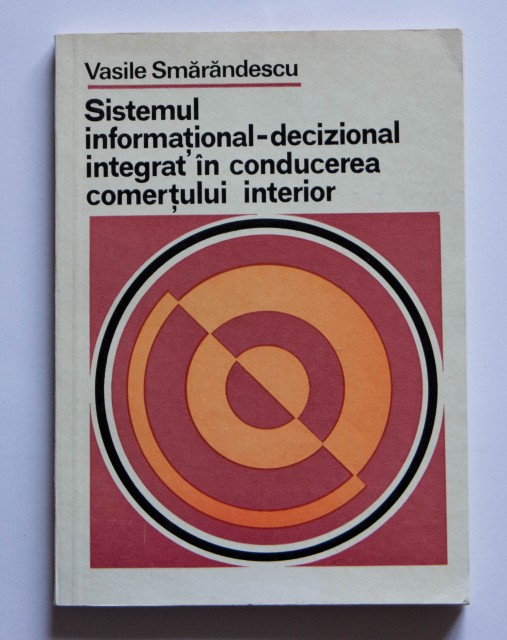 Vasile Smărăndescu
Sistemul
informațional-decizional
integrat în conducerea
comerțului interior